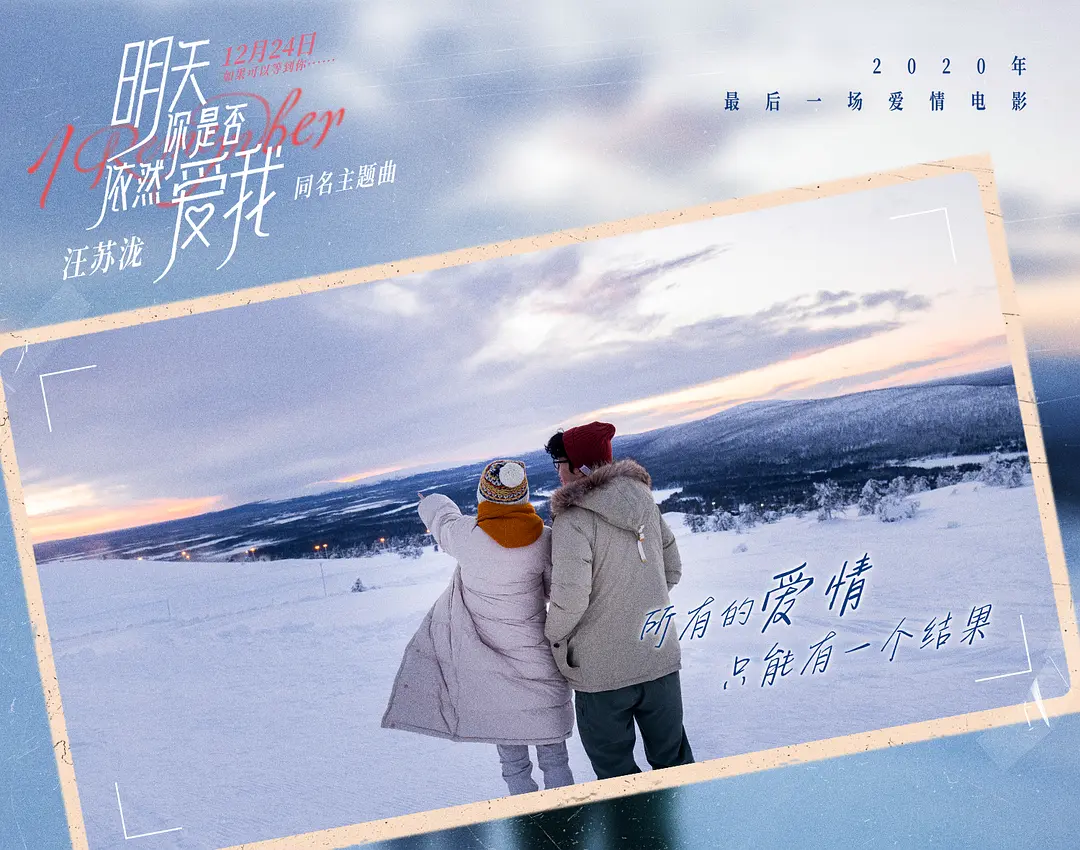 明天
你是否
依然爱我
12月24日
如果可以等到你……
I Remember
汪苏泷
同名主题曲
2020年
最后一场爱情电影
所有的爱情
只能有一个结果